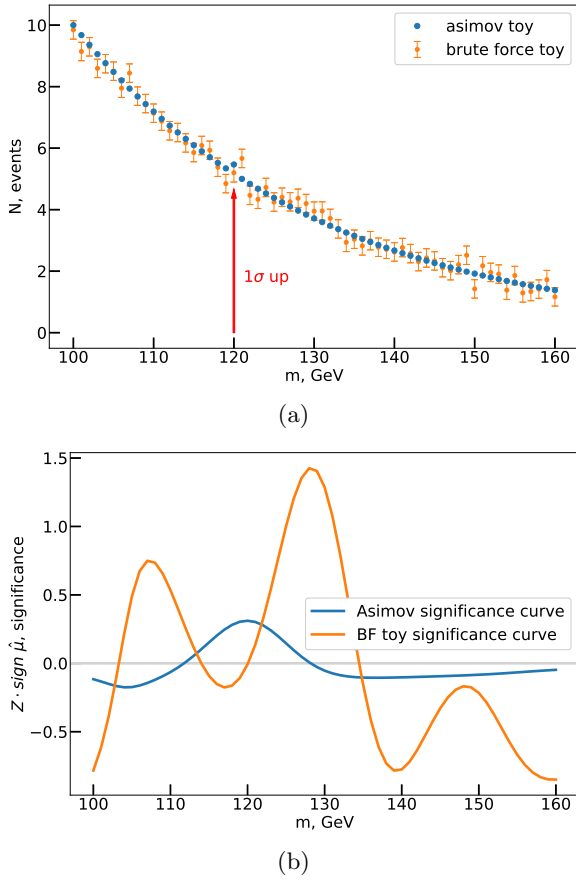 10
8
6
4
2
0
N, events
asimov toy
brute force toy
1σ up
100 110 120 130 140 150 160
m, GeV
(a)
1.5
1.0
0.5
0.0
−0.5
Z · sign μ̂, significance
Asimov significance curve
BF toy significance curve
100 110 120 130 140 150 160
m, GeV
(b)